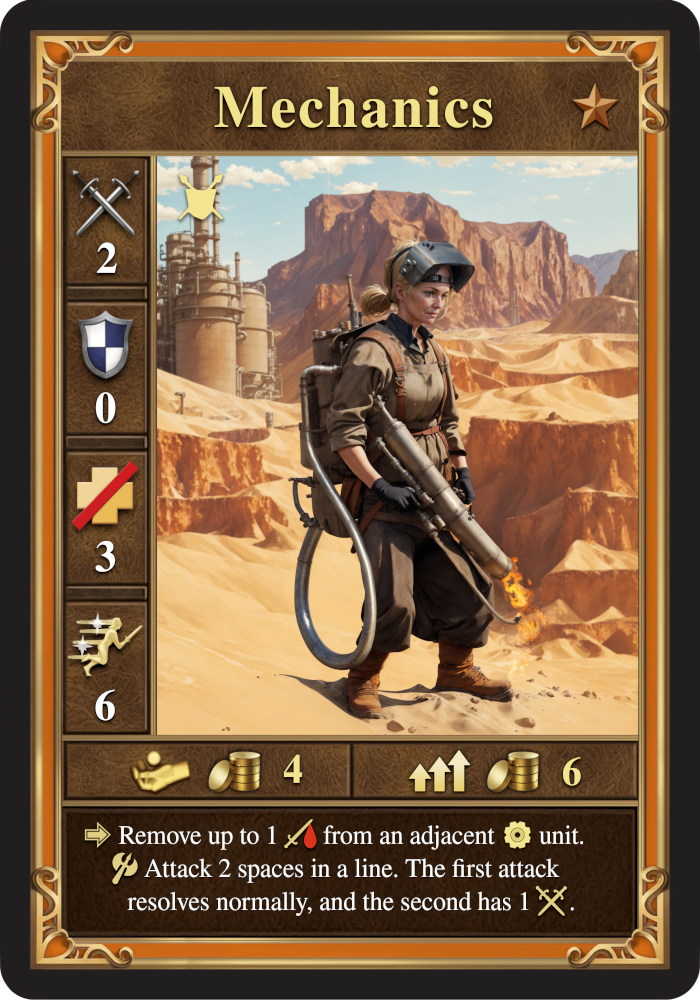 Mechanics
2
0
3
6
4
6
Remove up to 1 from an adjacent unit.
Attack 2 spaces in a line. The first attack
resolves normally, and the second has 1 .